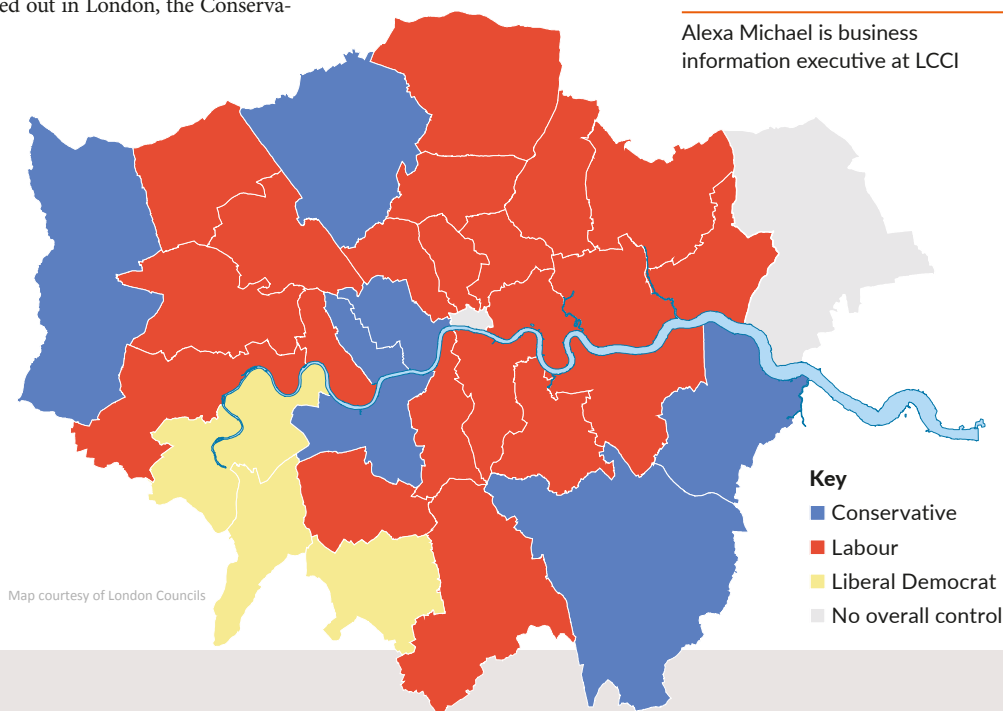 ed out in London, the Conserva-
Alexa Michael is business
information executive at LCCI
Key
Conservative
Labour
Liberal Democrat
No overall control
Map courtesy of London Councils